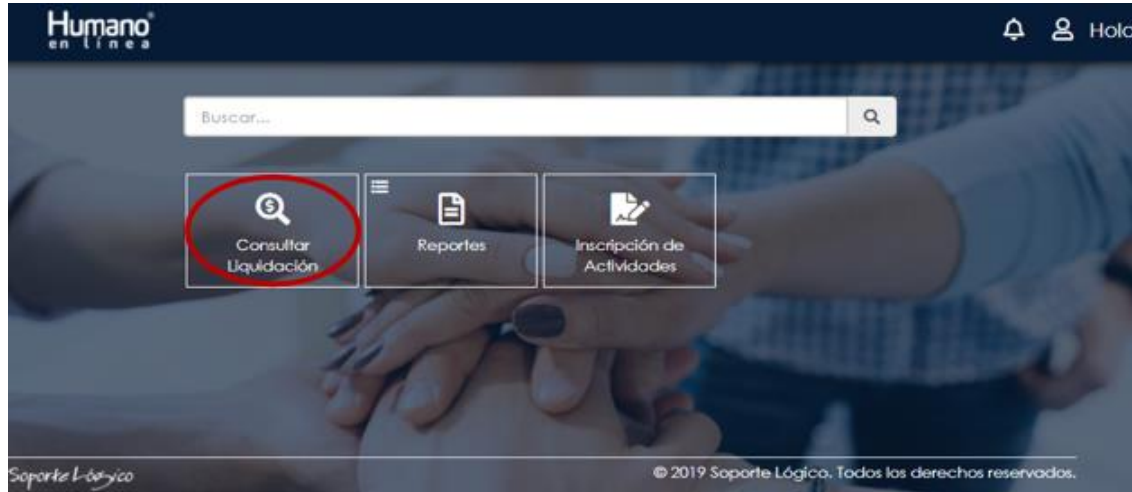 Humano
en línea
Hola
Buscar...
Consultar
Liquidación
Reportes
Inscripción de
Actividades
Soporte Lógico
© 2019 Soporte Lógico. Todos los derechos reservados.